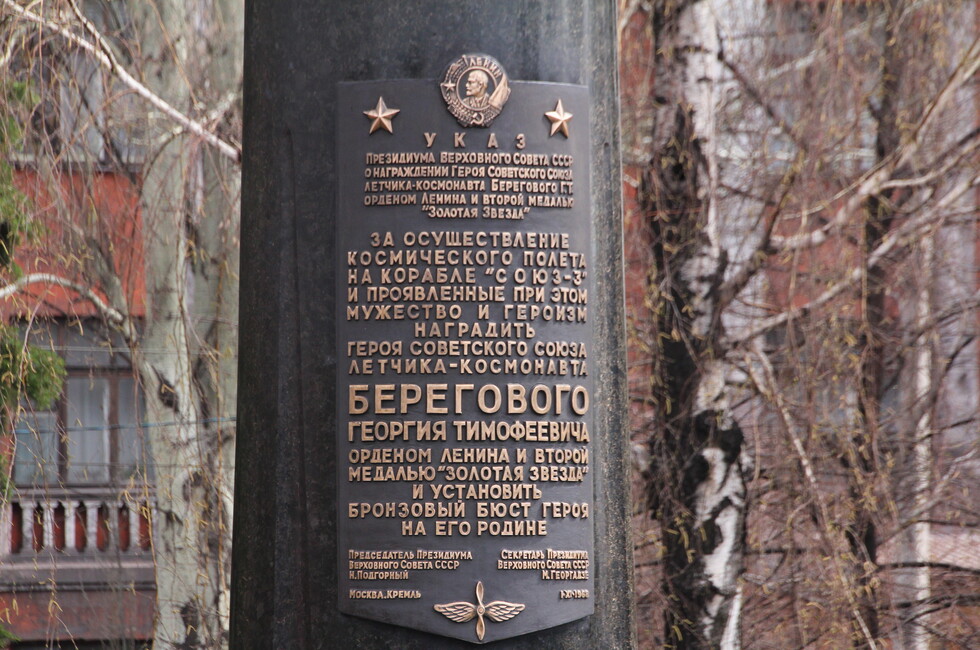 ЛЕНИН
УКАЗ
ПРЕЗИДИУМА ВЕРХОВНОГО СОВЕТА СССР
О НАГРАЖДЕНИИ ГЕРОЯ СОВЕТСКОГО СОЮЗА
ЛЕТЧИКА-КОСМОНАВТА БЕРЕГОВОГО Г.Т.
ОРДЕНОМ ЛЕНИНА И ВТОРОЙ МЕДАЛЬЮ
"ЗОЛОТАЯ ЗВЕЗДА"
ЗА ОСУЩЕСТВЛЕНИЕ
КОСМИЧЕСКОГО ПОЛЕТА
НА КОРАБЛЕ "СОЮЗ-3"
И ПРОЯВЛЕННЫЕ ПРИ ЭТОМ
МУЖЕСТВО И ГЕРОИЗМ
НАГРАДИТЬ
ГЕРОЯ СОВЕТСКОГО СОЮЗА
ЛЕТЧИКА-КОСМОНАВТА
БЕРЕГОВОГО
ГЕОРГИЯ ТИМОФЕЕВИЧА
ОРДЕНОМ ЛЕНИНА И ВТОРОЙ
МЕДАЛЬЮ "ЗОЛОТАЯ ЗВЕЗДА"
И УСТАНОВИТЬ
БРОНЗОВЫЙ БЮСТ ГЕРОЯ
НА ЕГО РОДИНЕ
ПРЕДСЕДАТЕЛЬ ПРЕЗИДИУМА
ВЕРХОВНОГО СОВЕТА СССР
Н.ПОДГОРНЫЙ
СЕКРЕТАРЬ ПРЕЗИДИУМА
ВЕРХОВНОГО СОВЕТА СССР
М.ГЕОРГАДЗЕ
МОСКВА.КРЕМЛЬ
1-XI-1968